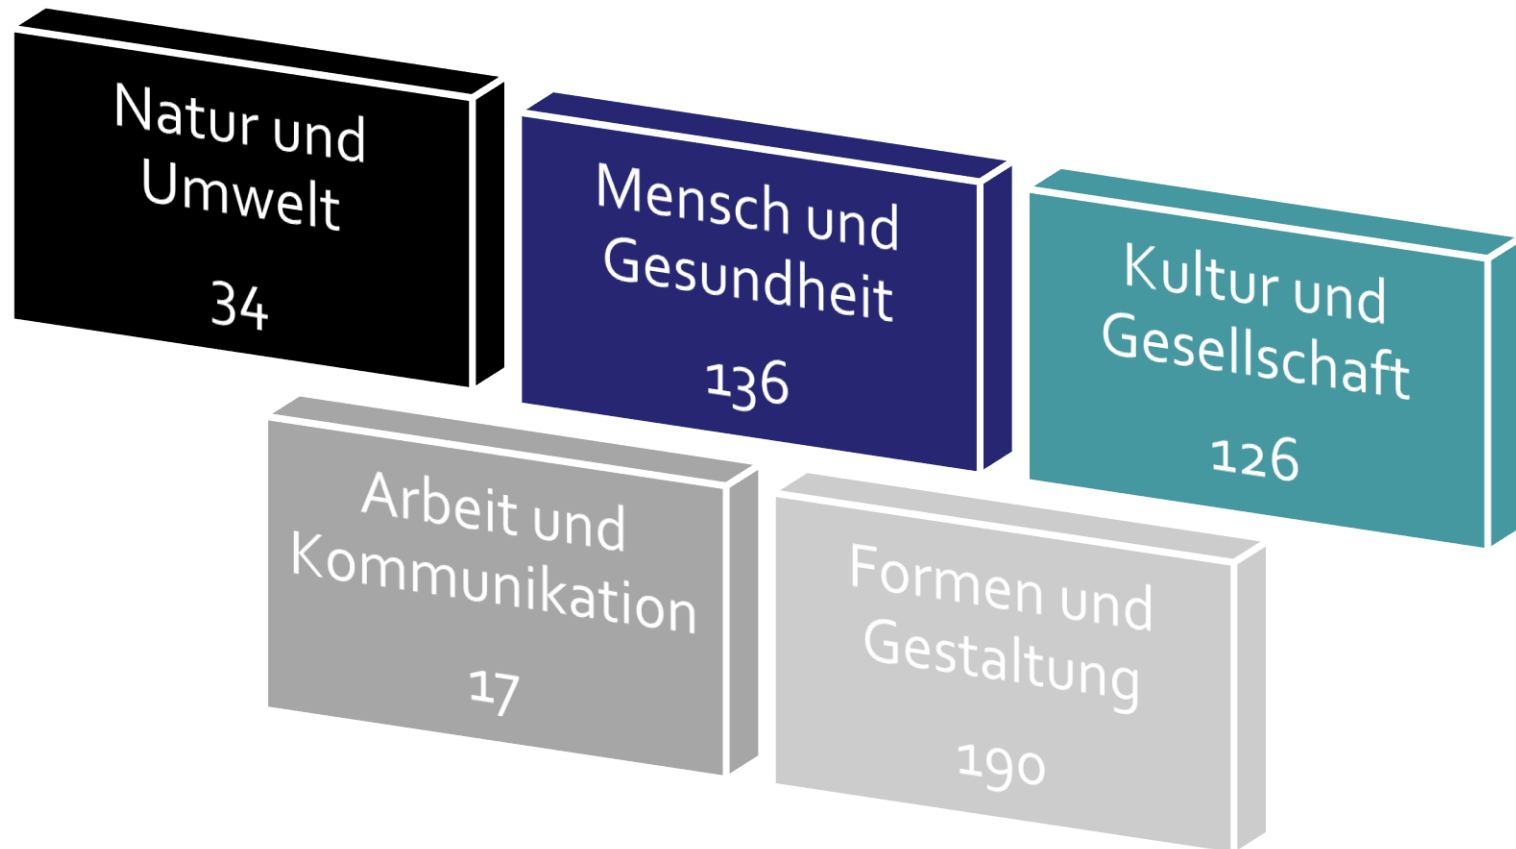 Natur und
Umwelt
34
Mensch und
Gesundheit
136
Kultur und
Gesellschaft
126
Arbeit und
Kommunikation
17
Formen und
Gestaltung
190